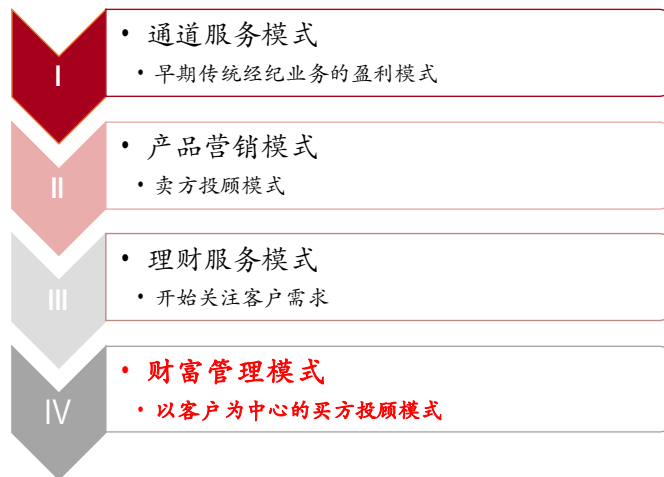 I
• 通道服务模式
• 早期传统经纪业务的盈利模式
II
• 产品营销模式
• 卖方投顾模式
III
• 理财服务模式
• 开始关注客户需求
IV
• 财富管理模式
• 以客户为中心的买方投顾模式